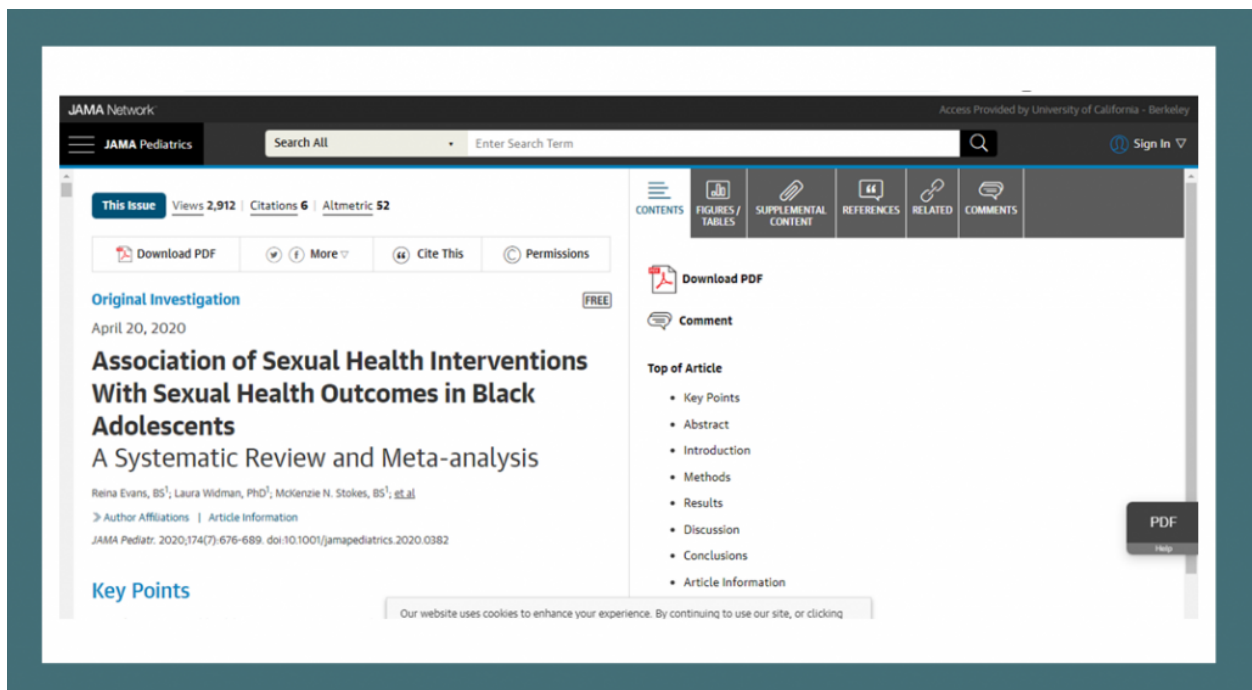 JAMA Network
Access Provided by University of California - Berkeley
JAMA Pediatrics
Search All
Enter Search Term
Sign In
This Issue Views 2,912 | Citations 6 | Altmetric 52
Download PDF
More
Cite This
Permissions
Original Investigation
FREE
April 20, 2020
Association of Sexual Health Interventions
With Sexual Health Outcomes in Black
Adolescents
A Systematic Review and Meta-analysis
Reina Evans, BS1; Laura Widman, PhD1; McKenzie N. Stokes, BS1; et al
Author Affiliations | Article Information
JAMA Pediatr. 2020;174(7):676-689. doi:10.1001/jamapediatrics.2020.0382
Key Points
CONTENTS
FIGURES /
TABLES
SUPPLEMENTAL
CONTENT
REFERENCES
RELATED
COMMENTS
Download PDF
Comment
Top of Article
• Key Points
• Abstract
• Introduction
• Methods
• Results
• Discussion
• Conclusions
• Article Information
PDF
Help
Our website uses cookies to enhance your experience. By continuing to use our site, or clicking